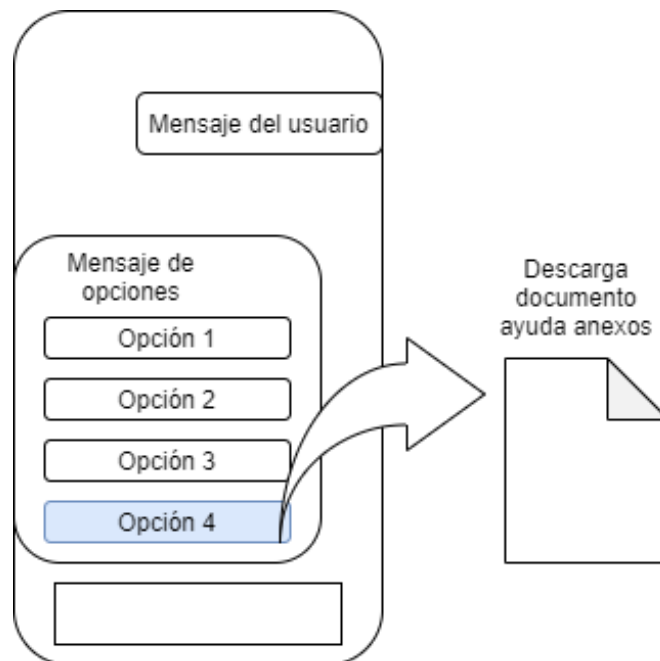 Mensaje del usuario
Mensaje de
opciones
Opción 1
Opción 2
Opción 3
Opción 4
Descarga
documento
ayuda anexos